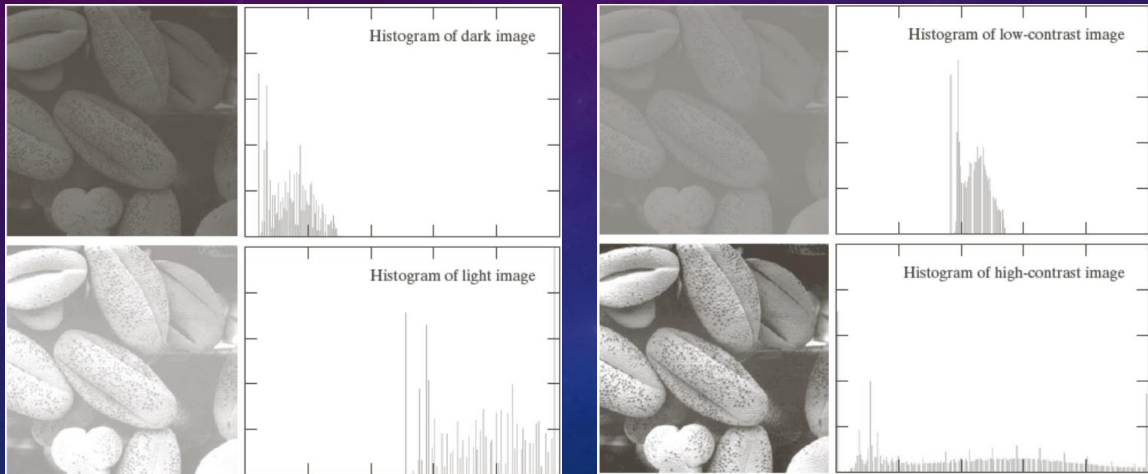 Histogram of dark image
Histogram of low-contrast image
Histogram of light image
Histogram of high-contrast image